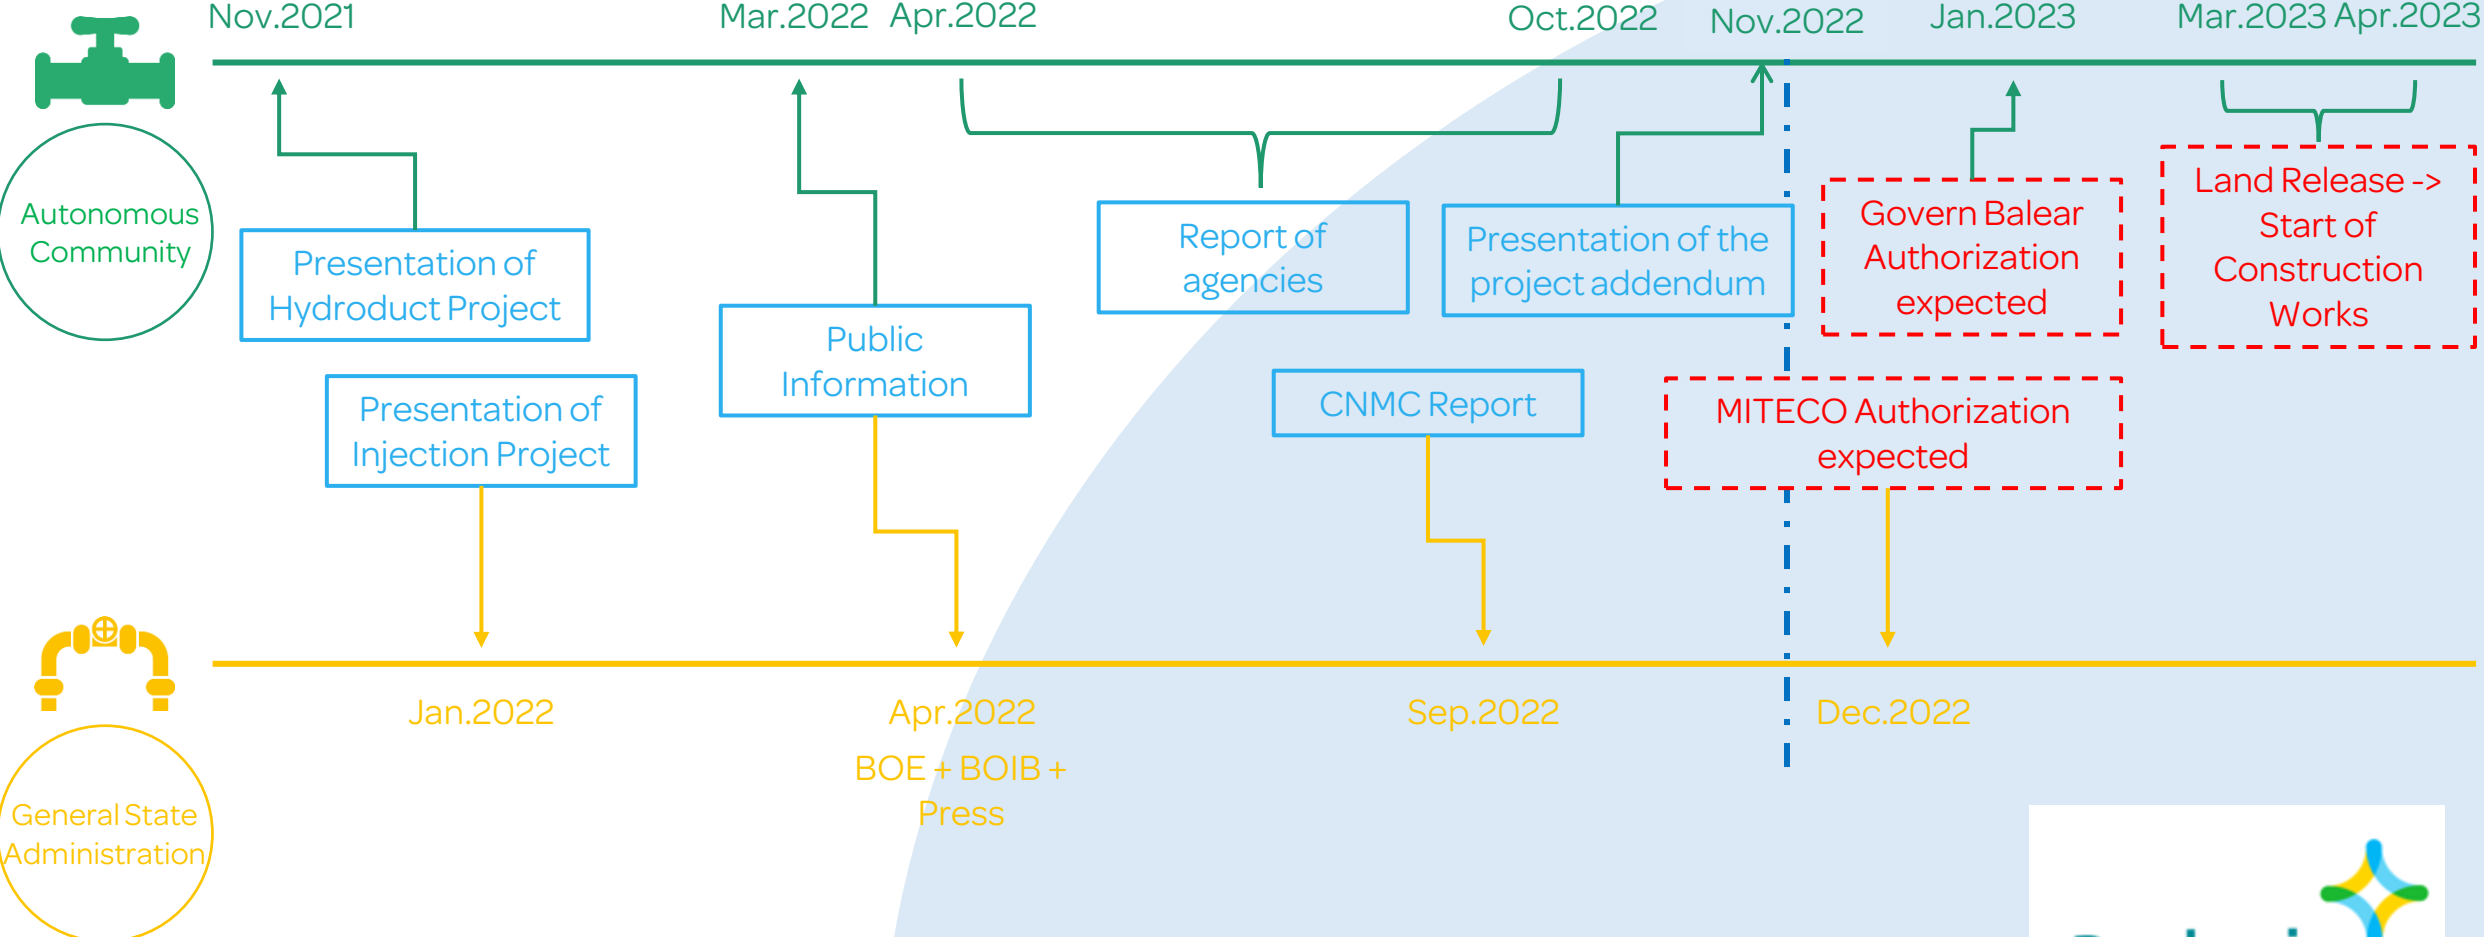 Nov.2021
Mar.2022
Apr.2022
Oct.2022
Nov.2022
Jan.2023
Mar.2023
Apr.2023
Autonomous
Community
Presentation of
Hydroduct Project
Presentation of
Injection Project
Public
Information
Report of
agencies
Presentation of the
project addendum
Govern Balear
Authorization
expected
Land Release ->
Start of
Construction
Works
CNMC Report
MITECO Authorization
expected
General State
Administration
Jan.2022
Apr.2022
BOE + BOIB +
Press
Sep.2022
Dec.2022